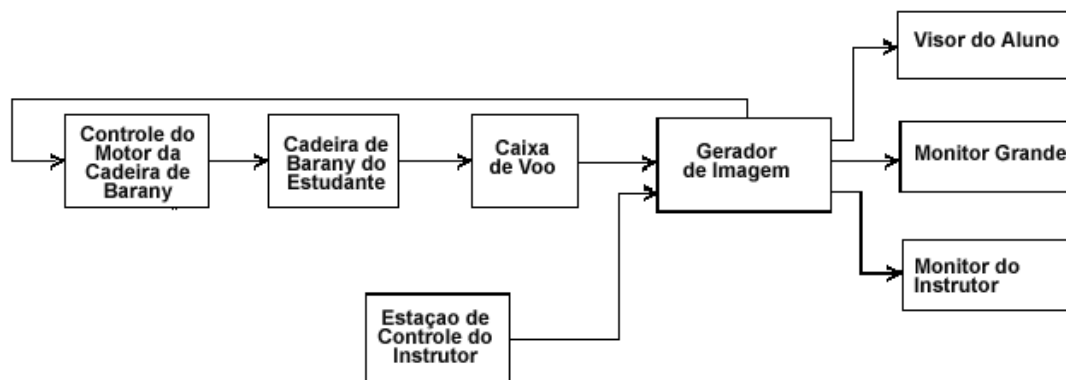 Visor do Aluno
Controle do
Motor da
Cadeira de
Barany
Cadeira de
Barany do
Estudante
Caixa
de Voo
Gerador
de Imagem
Monitor Grande
Monitor do
Instrutor
Estaçao de
Controle do
Instrutor